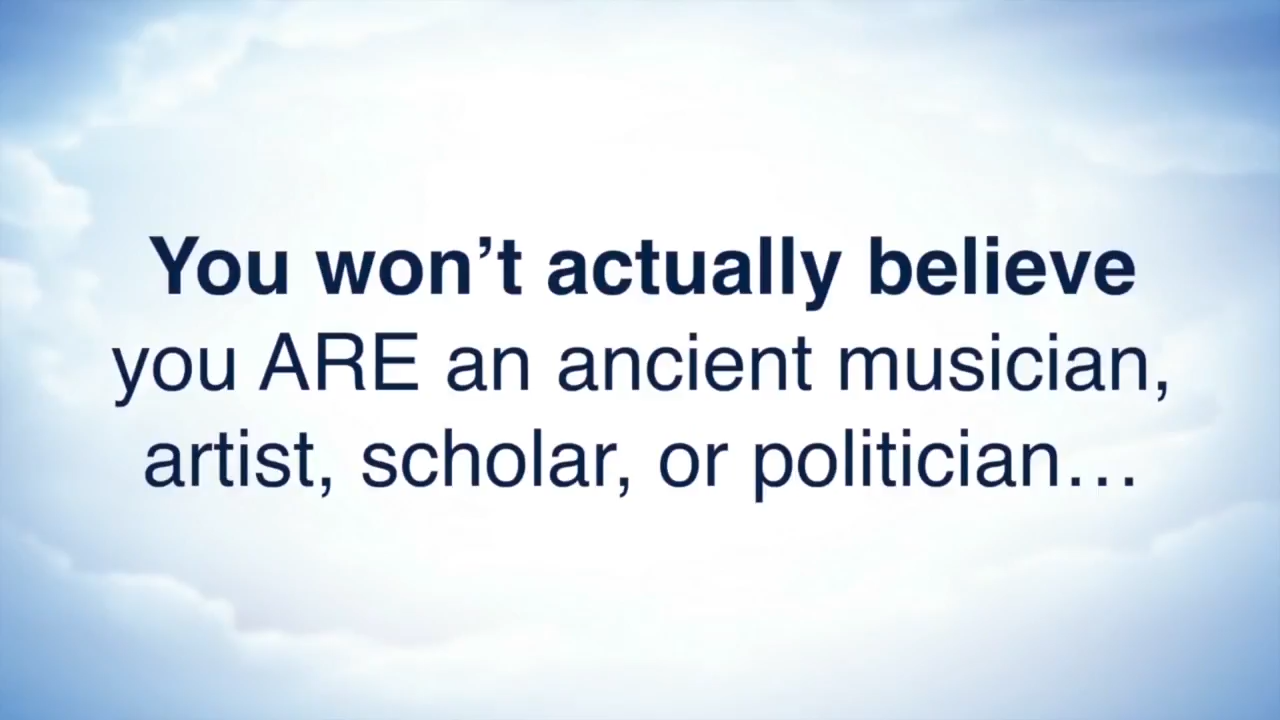 You won’t actually believe
you ARE an ancient musician,
artist, scholar, or politician…